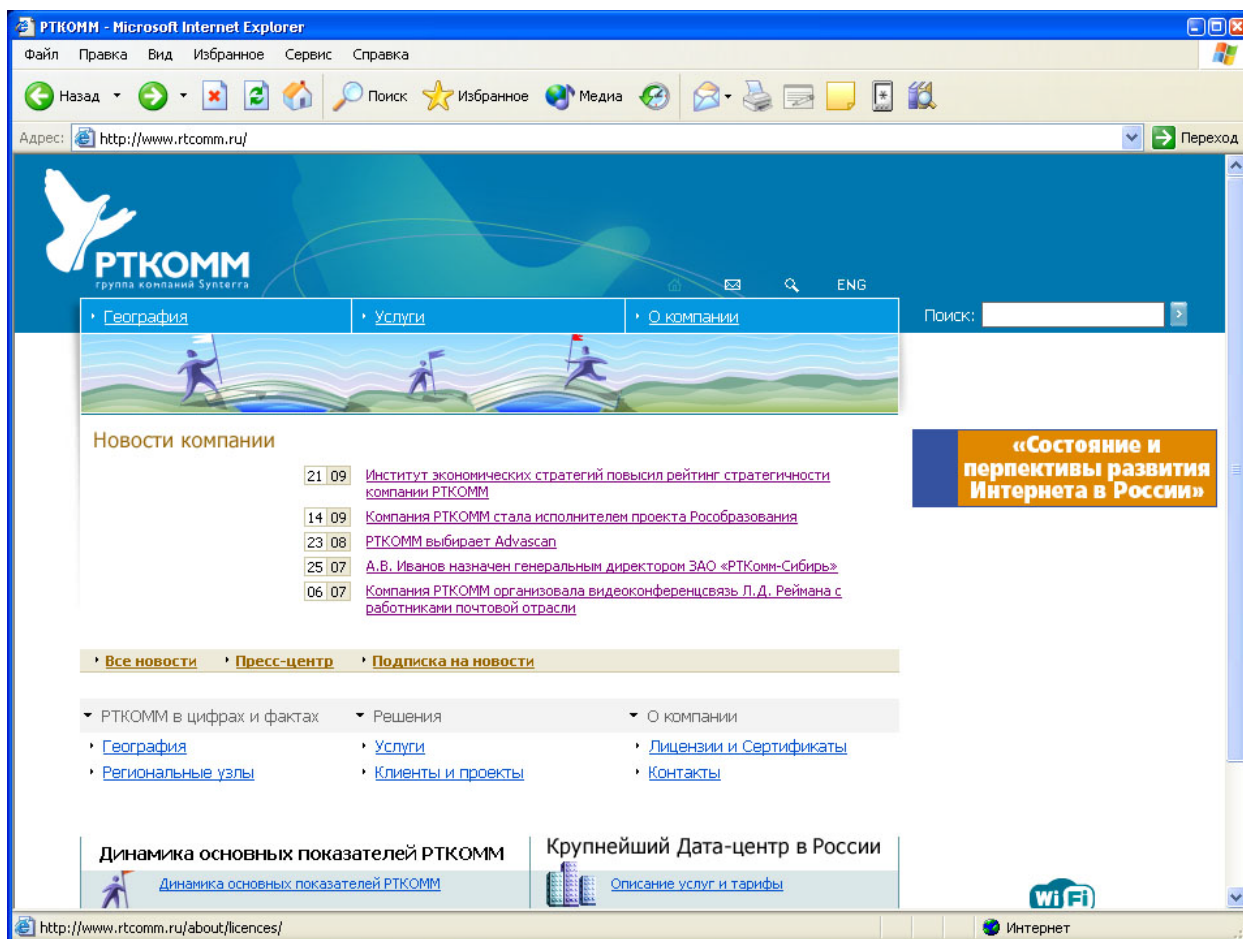 РТКОММ - Microsoft Internet Explorer
Файл Правка Вид Избранное Сервис Справка
Назад Поиск Избранное Медиа
Адрес: http://www.rtcomm.ru/ Переход
РТКОММ
группа компаний Synterra
ENG
География Услуги О компании Поиск:
Новости компании
«Состояние и
перпективы развития
Интернета в России»
21 09 Институт экономических стратегий повысил рейтинг стратегичности
компании РТКОММ
14 09 Компания РТКОММ стала исполнителем проекта Рособразования
23 08 РТКОММ выбирает Advascan
25 07 А.В. Иванов назначен генеральным директором ЗАО «РТКомм-Сибирь»
06 07 Компания РТКОММ организовала видеоконференцсвязь Л.Д. Реймана с
работниками почтовой отрасли
Все новости Пресс-центр Подписка на новости
РТКОММ в цифрах и фактах Решения О компании
География Услуги Лицензии и Сертификаты
Региональные узлы Клиенты и проекты Контакты
Динамика основных показателей РТКОММ Крупнейший Дата-центр в России
Динамика основных показателей РТКОММ Описание услуг и тарифы
Wi Fi
http://www.rtcomm.ru/about/licences/ Интернет